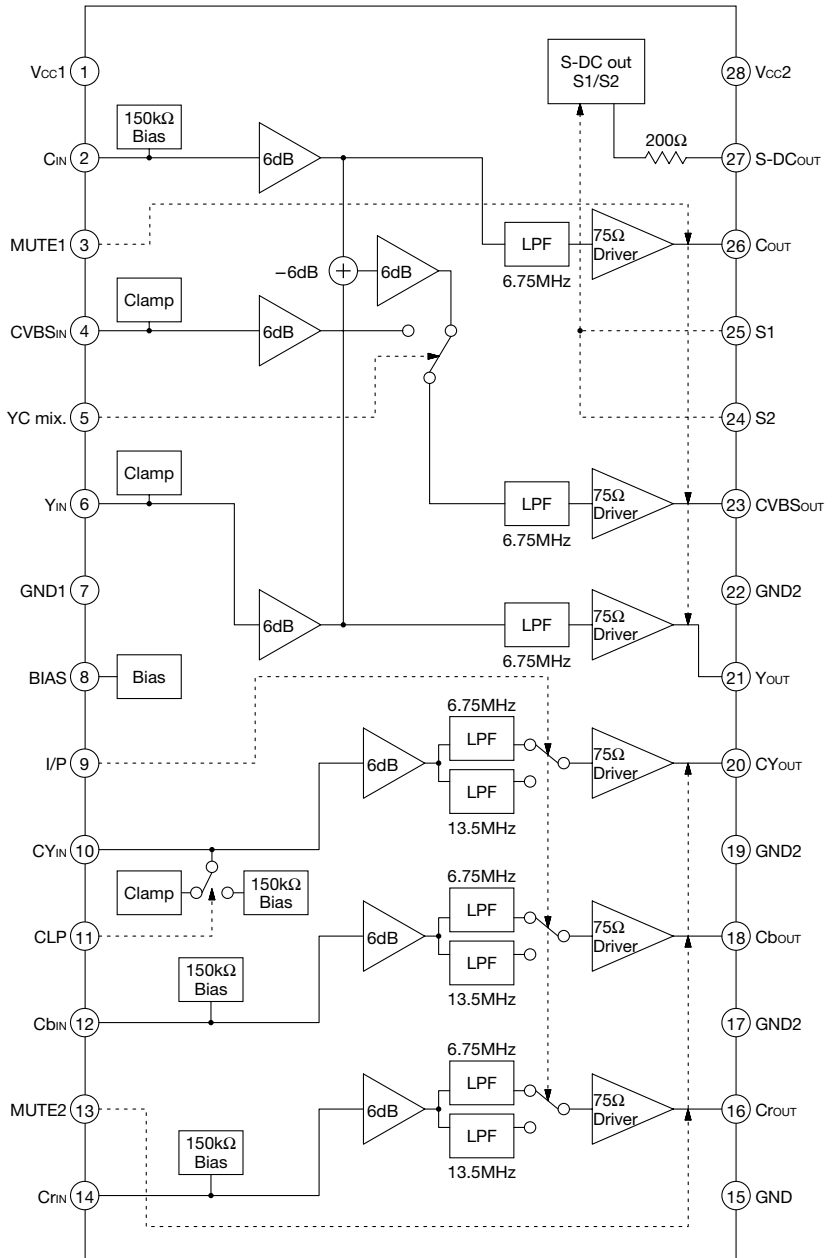 VCC1
1
28
VCC2
150kΩ
Bias
S-DC out
S1/S2
CIN
2
6dB
200Ω
27
S-DCOUT
MUTE1
3
LPF
6.75MHz
75Ω
Driver
26
COUT
−6dB
+
6dB
Clamp
CVBSIN
4
6dB
25
S1
YC mix.
5
24
S2
Clamp
YIN
6
LPF
6.75MHz
75Ω
Driver
23
CVBSOUT
GND1
7
22
GND2
6dB
LPF
6.75MHz
75Ω
Driver
BIAS
8
Bias
21
YOUT
I/P
9
6dB
6.75MHz
LPF
LPF
13.5MHz
75Ω
Driver
20
CYOUT
CYIN
10
19
GND2
Clamp
150kΩ
Bias
CLP
11
6dB
6.75MHz
LPF
LPF
13.5MHz
75Ω
Driver
18
CbOUT
150kΩ
Bias
CbIN
12
17
GND2
MUTE2
13
6dB
6.75MHz
LPF
LPF
13.5MHz
75Ω
Driver
16
CrOUT
150kΩ
Bias
CrIN
14
15
GND